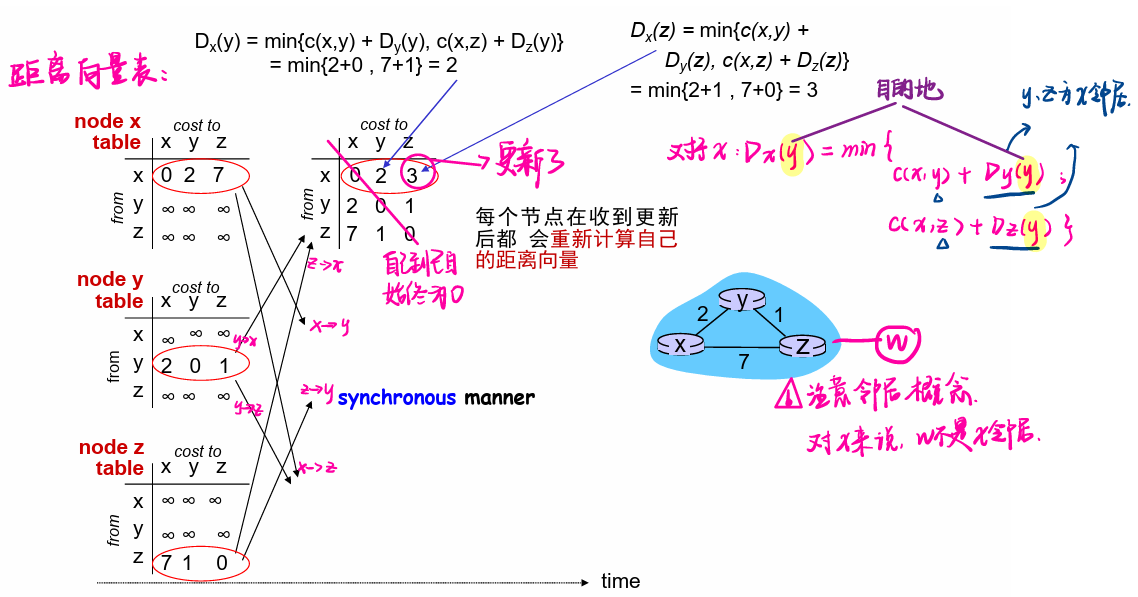 D_x(y) = min{c(x,y) + D_y(y), c(x,z) + D_z(y)}
= min{2+0 , 7+1} = 2
D_x(z) = min{c(x,y) +
D_y(z), c(x,z) + D_z(z)}
= min{2+1 , 7+0} = 3
距离向量表:
目的地
y、z为x邻居.
对于x: Dx(y) = min{
c(x,y) + Dy(y) ;
c(x,z) + Dz(y) }
node x
table
cost to
x y z
from
x 0 2 7
y ∞ ∞ ∞
z ∞ ∞ ∞
cost to
x y z
from
x 0 2 3
y 2 0 1
z 7 1 0
更新了
每个节点在收到更新
后都 会重新计算自己
的距离向量
z→x
自己到自己
始终为0
node y
table
cost to
x y z
from
x ∞ ∞ ∞
y 2 0 1
z ∞ ∞ ∞
y→x
y→z
x→y
z→y
synchronous manner
x→z
node z
table
cost to
x y z
from
x ∞ ∞ ∞
y ∞ ∞ ∞
z 7 1 0
time
y
2
1
x
z
7
w
注意邻居概念.
对x来说, w不是x邻居.